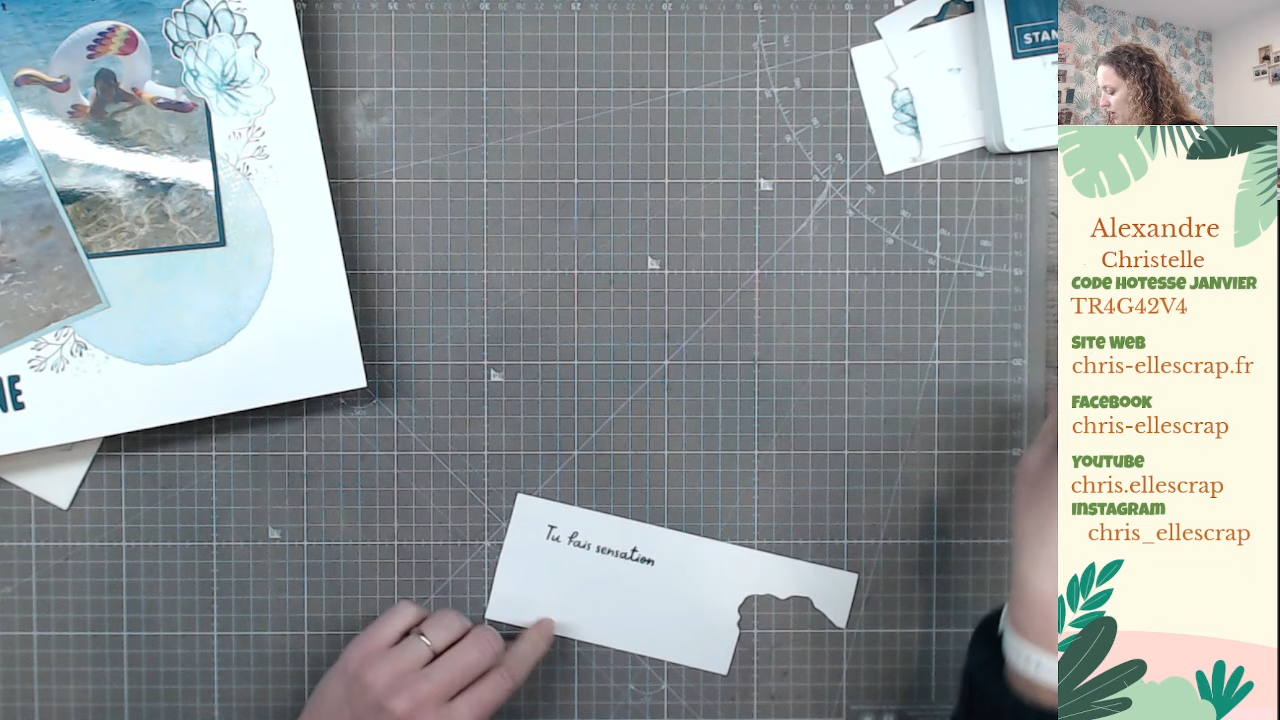 STAM
NE
Tu fais sensation
Alexandre
Christelle
CODE HOTESSE JANVIER
TR4G42V4
SITE WEB
chris-ellescrap.fr
FACEBOOK
chris-ellescrap
YOUTUBE
chris.ellescrap
INSTAGRAM
chris_ellescrap